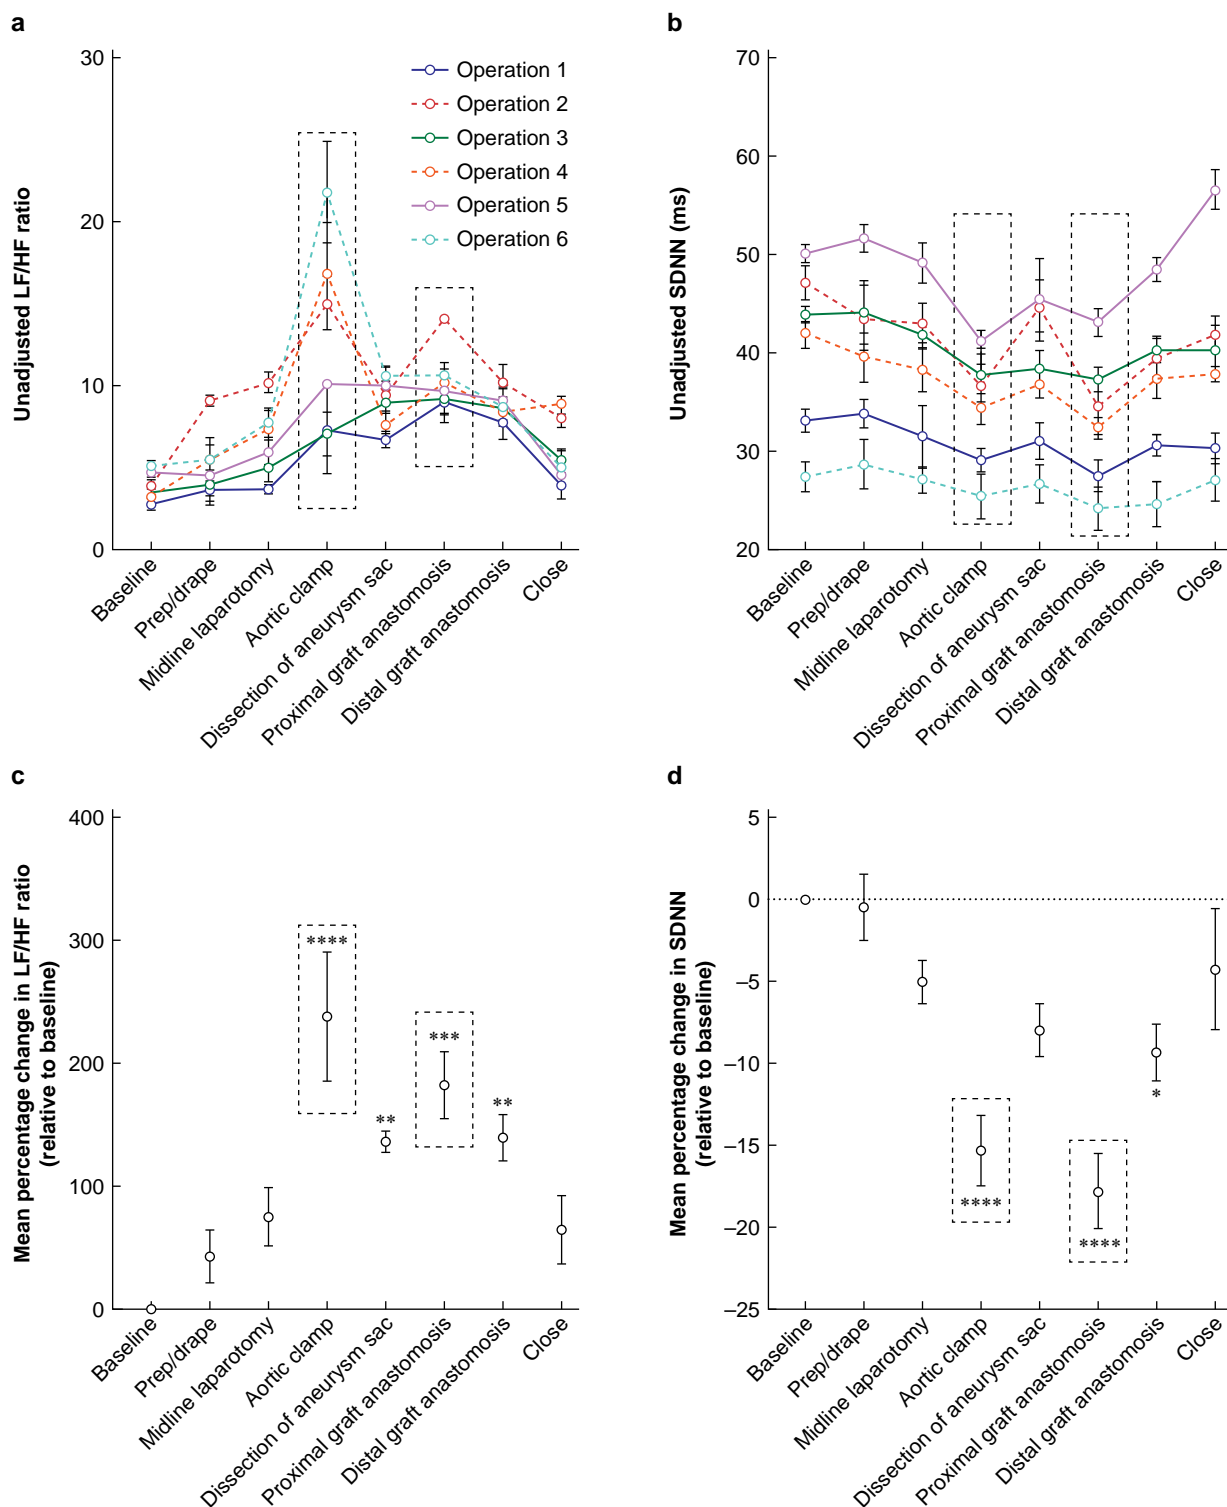 a
Unadjusted LF/HF ratio
30
20
10
0
Operation 1
Operation 2
Operation 3
Operation 4
Operation 5
Operation 6
Baseline
Prep/drape
Midline laparotomy
Aortic clamp
Dissection of aneurysm sac
Proximal graft anastomosis
Distal graft anastomosis
Close
b
Unadjusted SDNN (ms)
70
60
50
40
30
20
Baseline
Prep/drape
Midline laparotomy
Aortic clamp
Dissection of aneurysm sac
Proximal graft anastomosis
Distal graft anastomosis
Close
c
Mean percentage change in LF/HF ratio
(relative to baseline)
400
300
200
100
0
****
**
***
**
Baseline
Prep/drape
Midline laparotomy
Aortic clamp
Dissection of aneurysm sac
Proximal graft anastomosis
Distal graft anastomosis
Close
d
Mean percentage change in SDNN
(relative to baseline)
5
0
–5
–10
–15
–20
–25
****
****
*
Baseline
Prep/drape
Midline laparotomy
Aortic clamp
Dissection of aneurysm sac
Proximal graft anastomosis
Distal graft anastomosis
Close